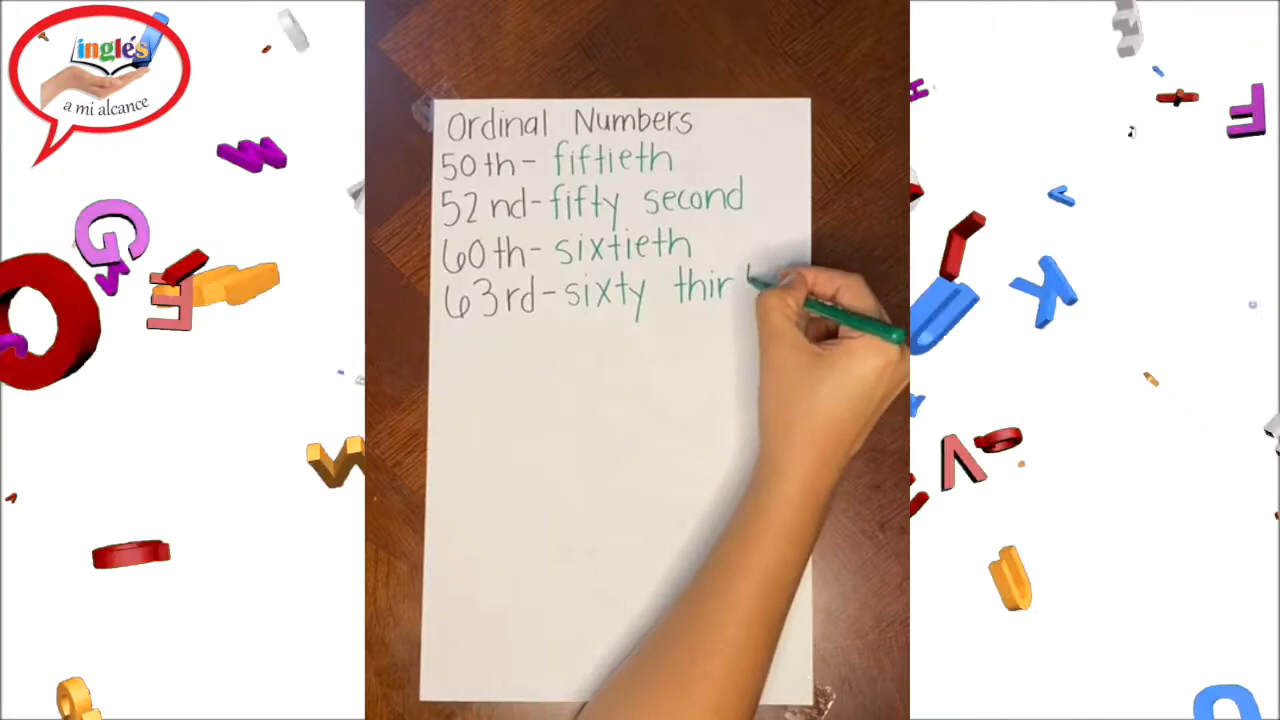 inglés
a mi alcance
Ordinal Numbers
50th- fiftieth
52nd-fifty second
60th- sixtieth
63rd-sixty thir